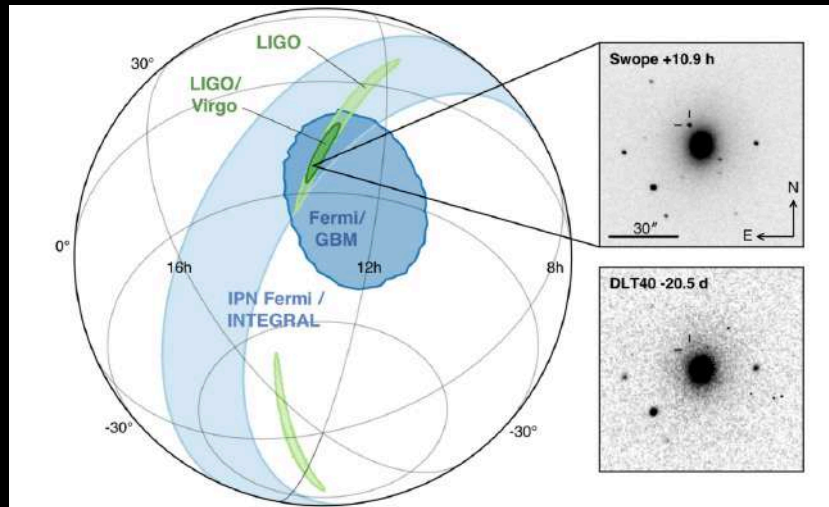 LIGO
LIGO/
Virgo
30°
30°
Fermi/
GBM
0°
16h
12h
8h
IPN Fermi /
INTEGRAL
-30°
-30°
Swope +10.9 h
N
30"
E
DLT40 -20.5 d